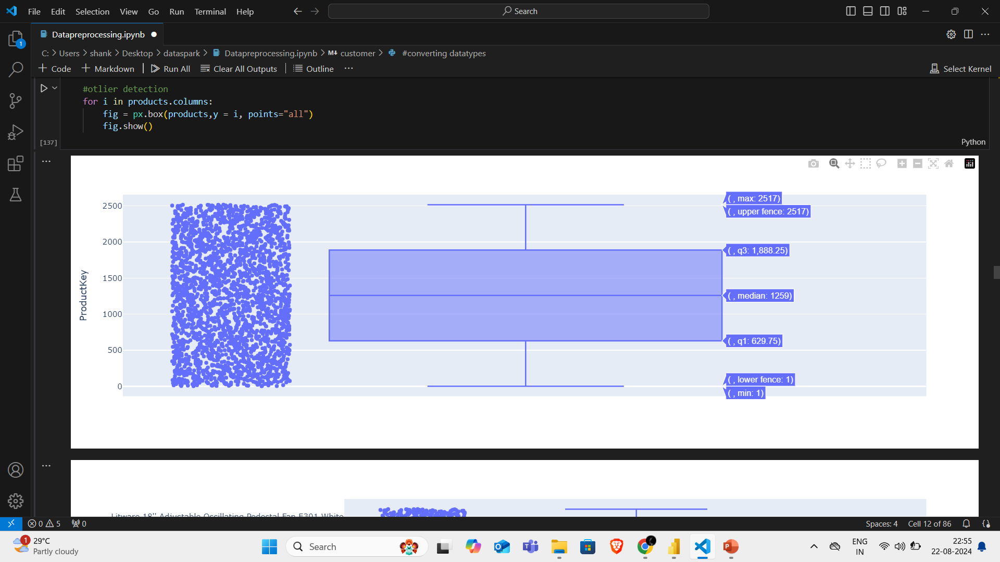 File Edit Selection View Go Run Terminal Help
Search
Datapreprocessing.ipynb
1
C: > Users > shank > Desktop > dataspark > Datapreprocessing.ipynb > M↓ customer > #converting datatypes
+ Code + Markdown | Run All Clear All Outputs | Outline ···
Select Kernel
#otlier detection
for i in products.columns:
fig = px.box(products,y = i, points="all")
fig.show()
[137]
Python
2500
2000
1500
1000
500
0
ProductKey
( , max: 2517)
( , upper fence: 2517)
( , q3: 1,888.25)
( , median: 1259)
( , q1: 629.75)
( , lower fence: 1)
( , min: 1)
Litware 18'' Adjustable Oscillating Pedestal Fan E301 White
0 5 0
Spaces: 4 Cell 12 of 86
1
29°C
Partly cloudy
Search
ENG
IN
22:55
22-08-2024